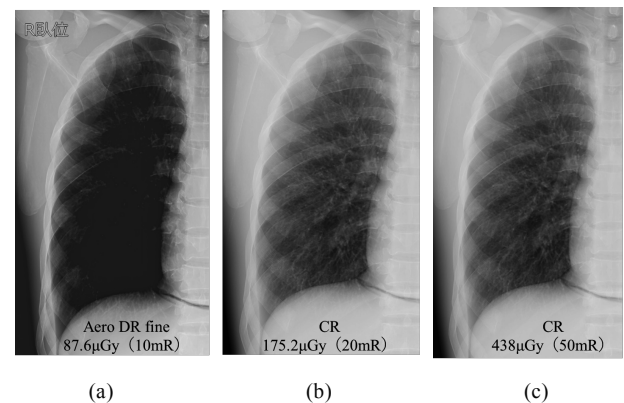 R臥位
Aero DR fine
87.6μGy（10mR）
CR
175.2μGy（20mR）
CR
438μGy（50mR）
(a)
(b)
(c)